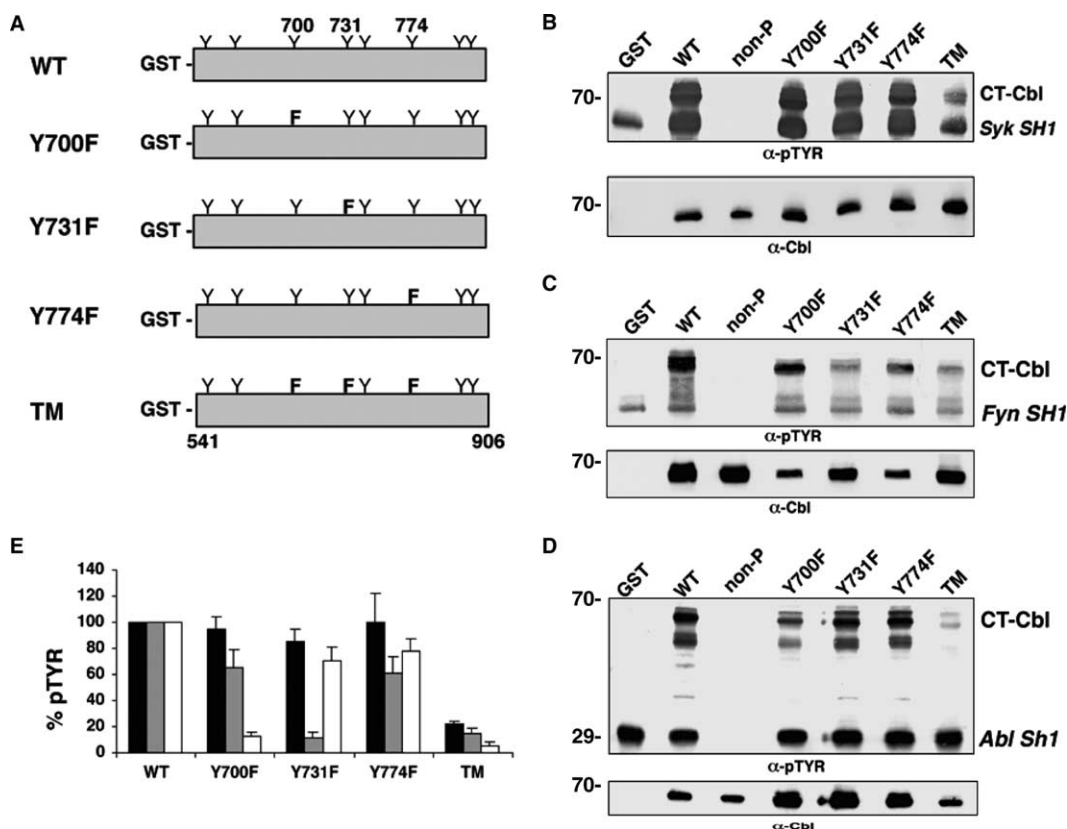 A
700 731 774
Y Y Y Y Y Y Y Y
WT GST -
Y Y F Y Y Y Y Y
Y700F GST -
Y Y Y F Y Y Y Y
Y731F GST -
Y Y Y Y Y F Y Y
Y774F GST -
Y Y F F Y F Y Y
TM GST -
541 906
B
GST WT non-P Y700F Y731F Y774F TM
70- CT-Cbl
Syk SH1
α-pTYR
70-
α-Cbl
C
GST WT non-P Y700F Y731F Y774F TM
70- CT-Cbl
Fyn SH1
α-pTYR
70-
α-Cbl
D
GST WT non-P Y700F Y731F Y774F TM
70- CT-Cbl
29- Abl Sh1
α-pTYR
70-
α-Cbl
E
% pTYR
140
120
100
80
60
40
20
0
WT Y700F Y731F Y774F TM